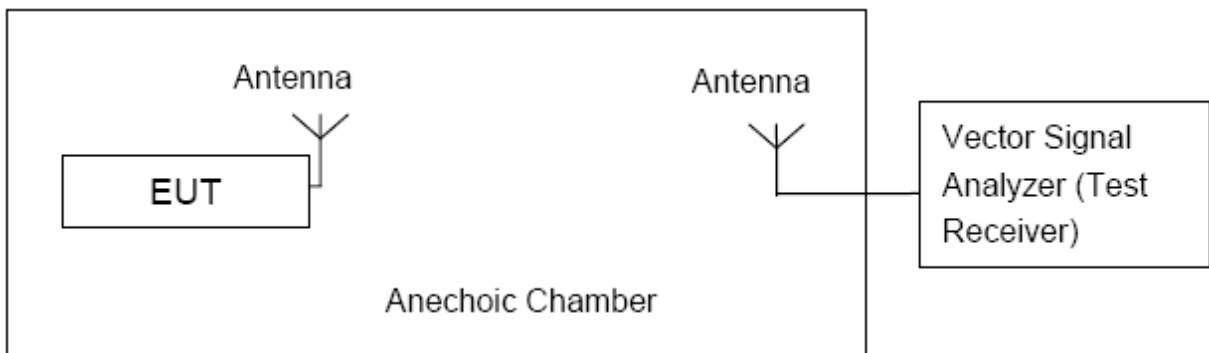 Antenna
Antenna
EUT
Vector Signal
Analyzer (Test
Receiver)
Anechoic Chamber